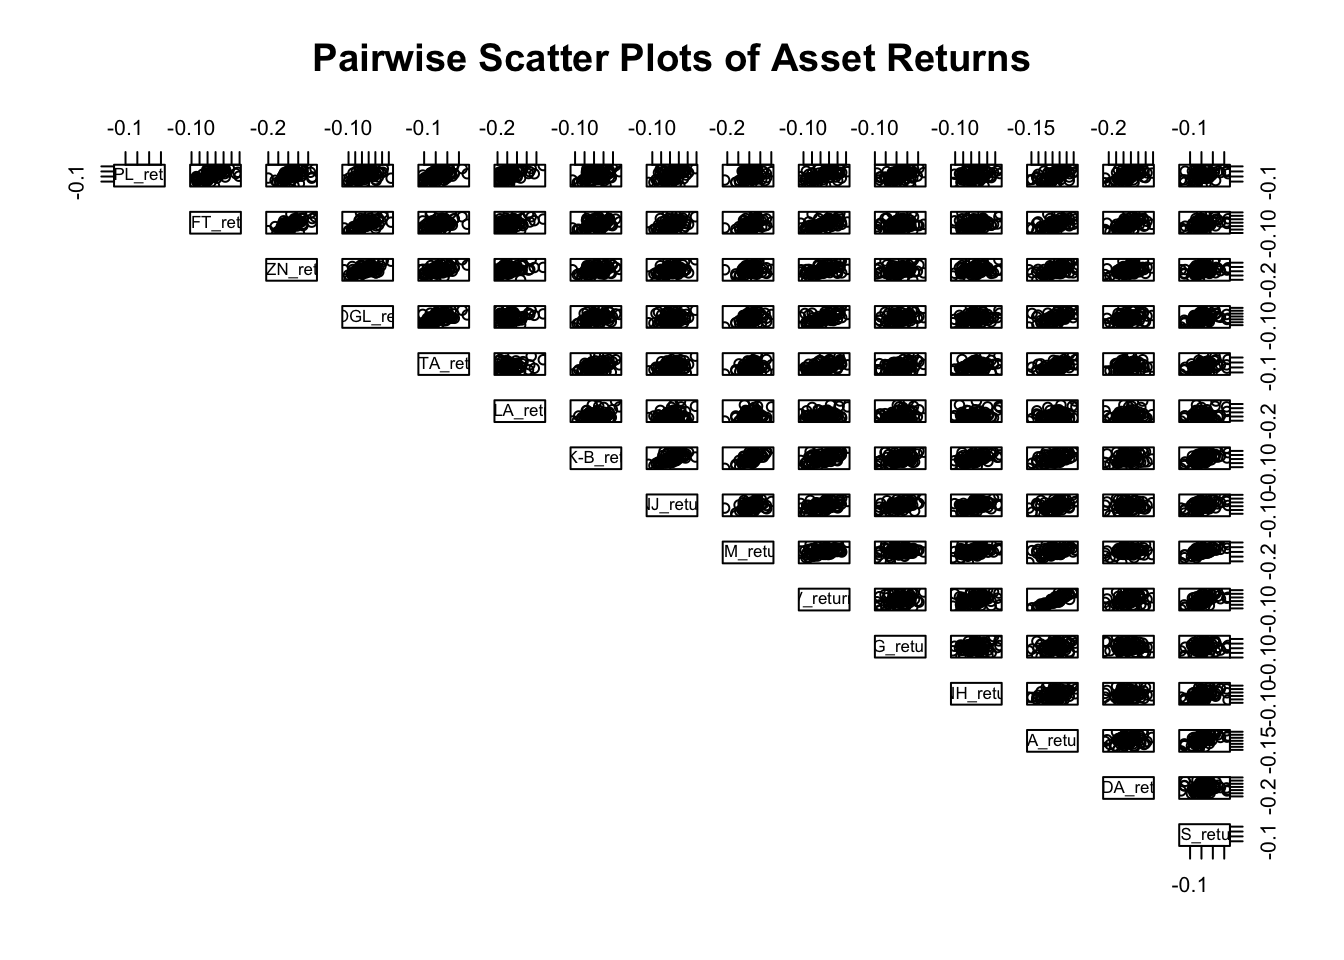 Pairwise Scatter Plots of Asset Returns
-0.1 -0.10 -0.2 -0.10 -0.1 -0.2 -0.10 -0.10 -0.2 -0.10 -0.10 -0.10 -0.15 -0.2 -0.1
-0.1 PL_ret -0.1
FT_ret -0.10
ZN_ret -0.2
OGL_re -0.10
TA_ret -0.1
LA_ret -0.2
K-B_re -0.10
NJ_retu -0.10
M_retu -0.2
_return -0.10
G_retu -0.10
NH_retu -0.10
A_retu -0.15
DA_ret -0.2
S_retu -0.1
-0.1